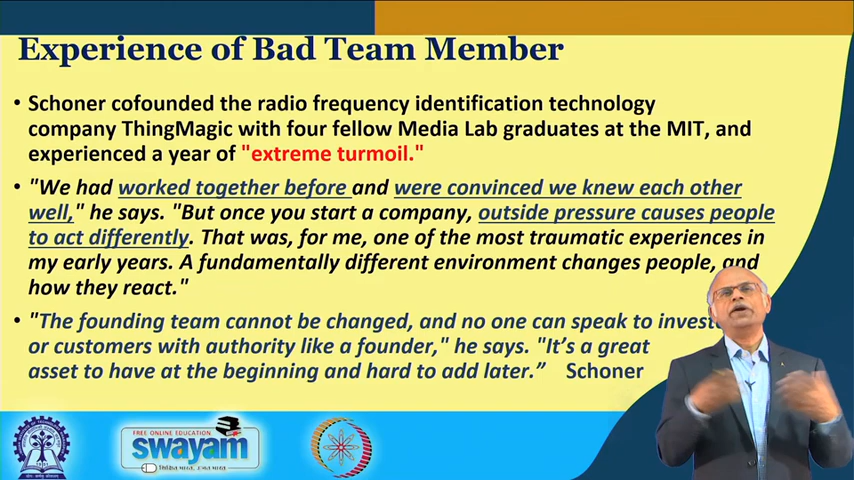 Experience of Bad Team Member
• Schoner cofounded the radio frequency identification technology
company ThingMagic with four fellow Media Lab graduates at the MIT, and
experienced a year of "extreme turmoil."
• "We had worked together before and were convinced we knew each other
well," he says. "But once you start a company, outside pressure causes people
to act differently. That was, for me, one of the most traumatic experiences in
my early years. A fundamentally different environment changes people, and
how they react."
• "The founding team cannot be changed, and no one can speak to
or customers with authority like a founder," he says. "It's a great
asset to have at the beginning and hard to add later." Schoner
FREE ONLINE EDUCATION
swayam
शिक्षित भारत, उन्नत भारत